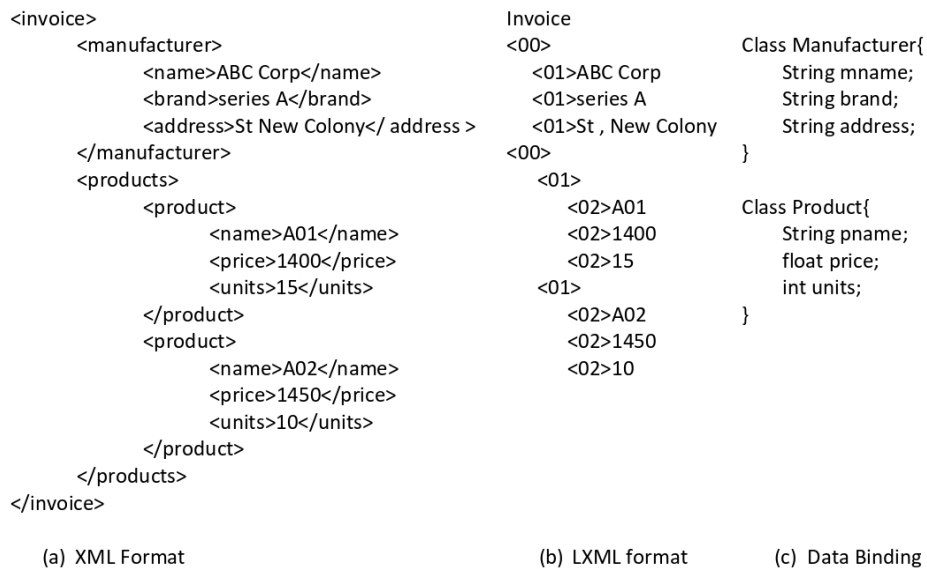 <invoice>
<manufacturer>
<name>ABC Corp</name>
<brand>series A</brand>
<address>St New Colony</ address >
</manufacturer>
<products>
<product>
<name>A01</name>
<price>1400</price>
<units>15</units>
</product>
<product>
<name>A02</name>
<price>1450</price>
<units>10</units>
</product>
</products>
</invoice>
(a) XML Format
Invoice
<00>
<01>ABC Corp
<01>series A
<01>St , New Colony
<00>
<01>
<02>A01
<02>1400
<02>15
<01>
<02>A02
<02>1450
<02>10
(b) LXML format
Class Manufacturer{
String mname;
String brand;
String address;
}
Class Product{
String pname;
float price;
int units;
}
(c) Data Binding